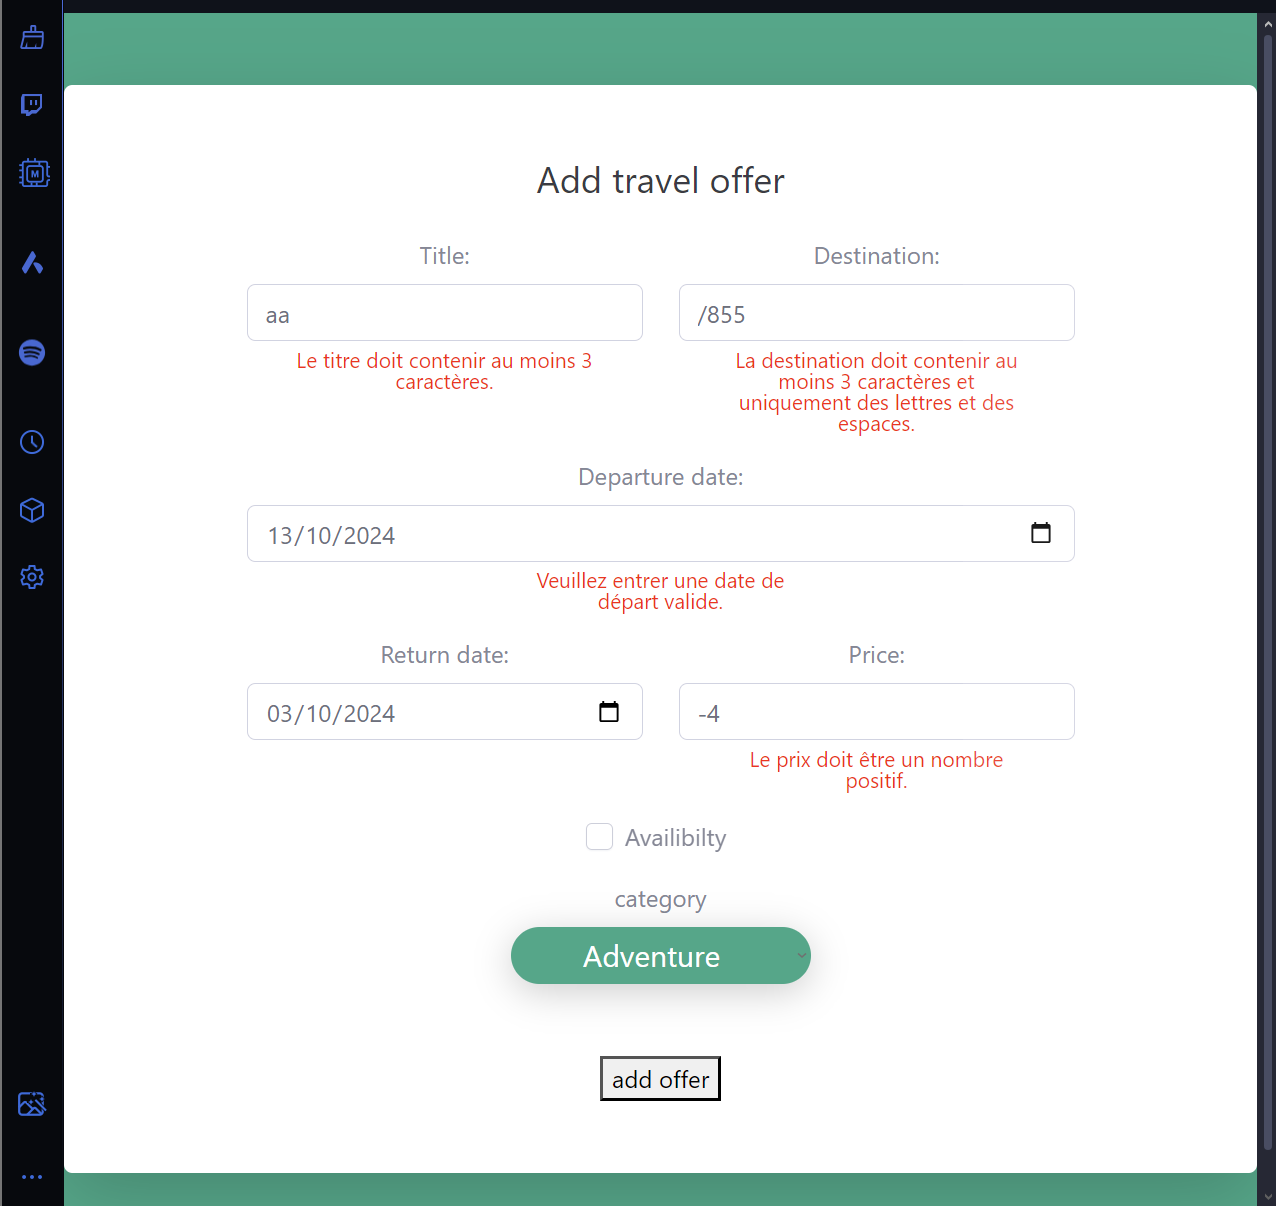 Add travel offer
Title:
Destination:
aa
/855
Le titre doit contenir au moins 3
caractères.
La destination doit contenir au
moins 3 caractères et
uniquement des lettres et des
espaces.
Departure date:
13/10/2024
Veuillez entrer une date de
départ valide.
Return date:
Price:
03/10/2024
-4
Le prix doit être un nombre
positif.
Availibilty
category
Adventure
add offer